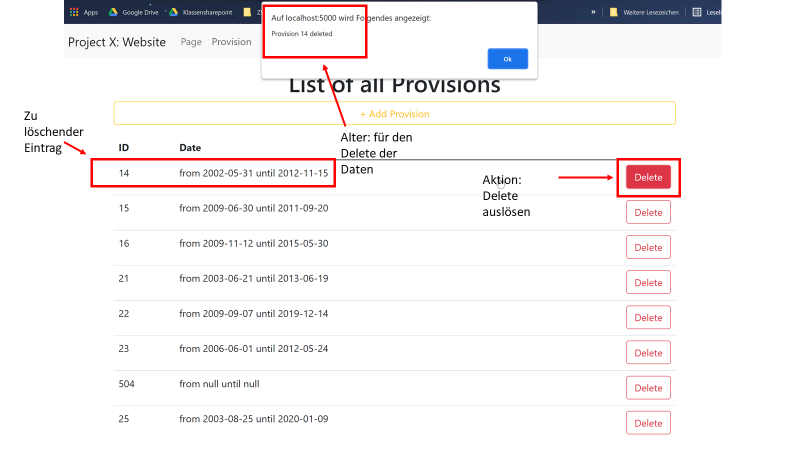 Apps Google Drive Klassensharepoint Z » Weitere Lesezeichen Leseli
Auf localhost:5000 wird Folgendes angezeigt:
Provision 14 deleted
Ok
Project X: Website Page Provision
List of all Provisions
+ Add Provision
Zu
löschender
Eintrag
Alter: für den
Delete der
Daten
Aktion:
Delete
auslösen
ID Date
14 from 2002-05-31 until 2012-11-15 Delete
15 from 2009-06-30 until 2011-09-20 Delete
16 from 2009-11-12 until 2015-05-30 Delete
21 from 2003-06-21 until 2013-06-19 Delete
22 from 2009-09-07 until 2019-12-14 Delete
23 from 2006-06-01 until 2012-05-24 Delete
504 from null until null Delete
25 from 2003-08-25 until 2020-01-09 Delete